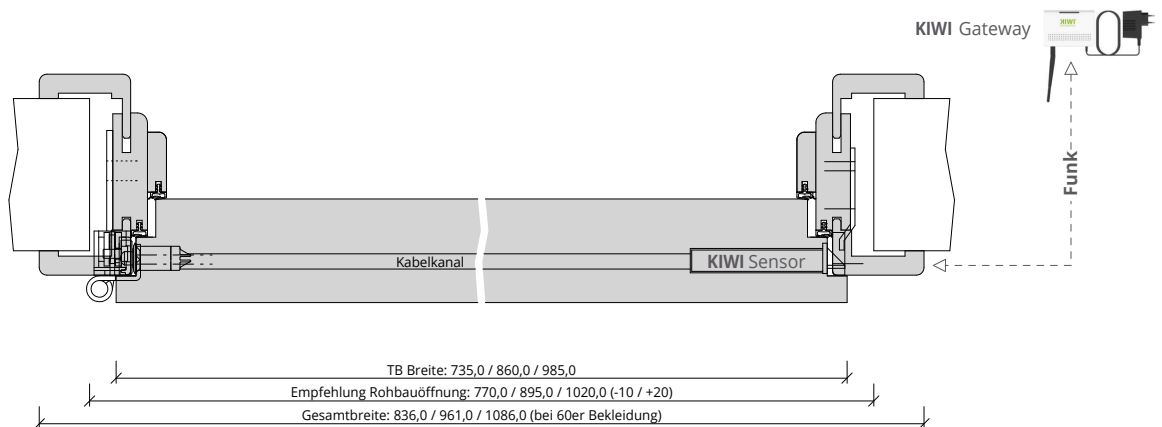 KIWI Gateway
KIWI
Funk
Kabelkanal
KIWI Sensor
TB Breite: 735,0 / 860,0 / 985,0
Empfehlung Rohbauöffnung: 770,0 / 895,0 / 1020,0 (-10 / +20)
Gesamtbreite: 836,0 / 961,0 / 1086,0 (bei 60er Bekleidung)